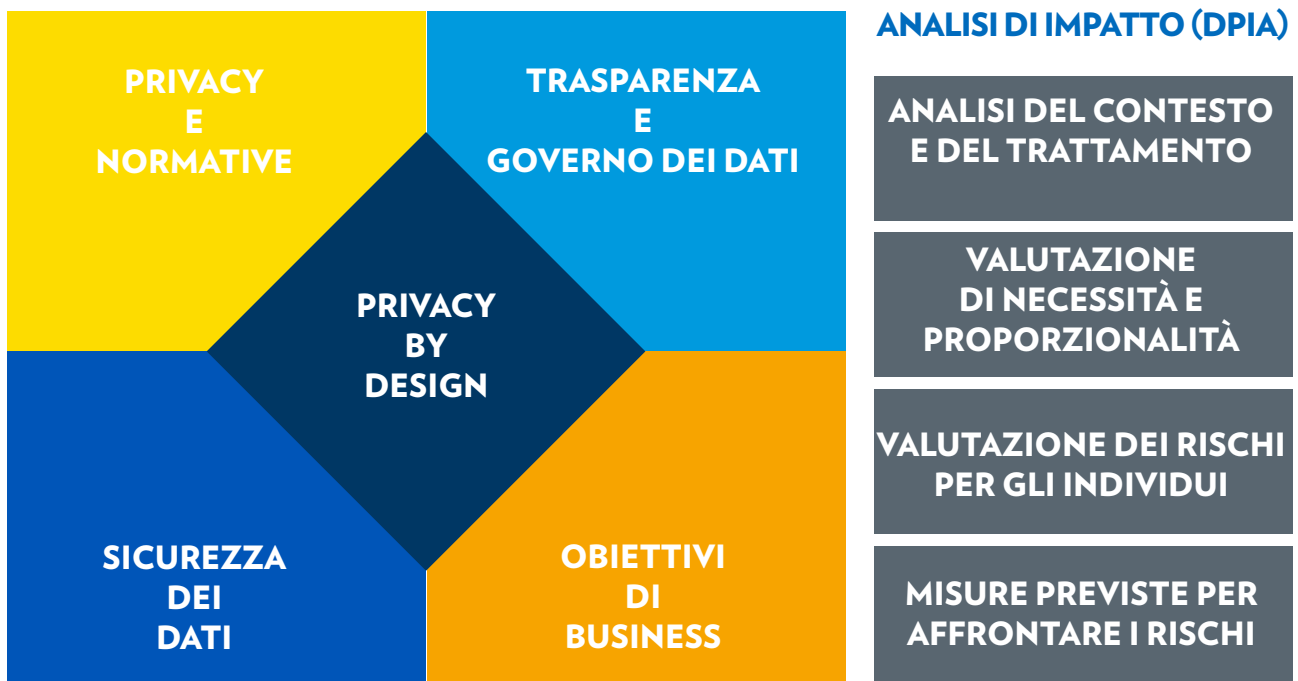 PRIVACY
E
NORMATIVE
TRASPARENZA
E
GOVERNO DEI DATI
PRIVACY
BY
DESIGN
SICUREZZA
DEI
DATI
OBIETTIVI
DI
BUSINESS
ANALISI DI IMPATTO (DPIA)
ANALISI DEL CONTESTO
E DEL TRATTAMENTO
VALUTAZIONE
DI NECESSITÀ E
PROPORZIONALITÀ
VALUTAZIONE DEI RISCHI
PER GLI INDIVIDUI
MISURE PREVISTE PER
AFFRONTARE I RISCHI